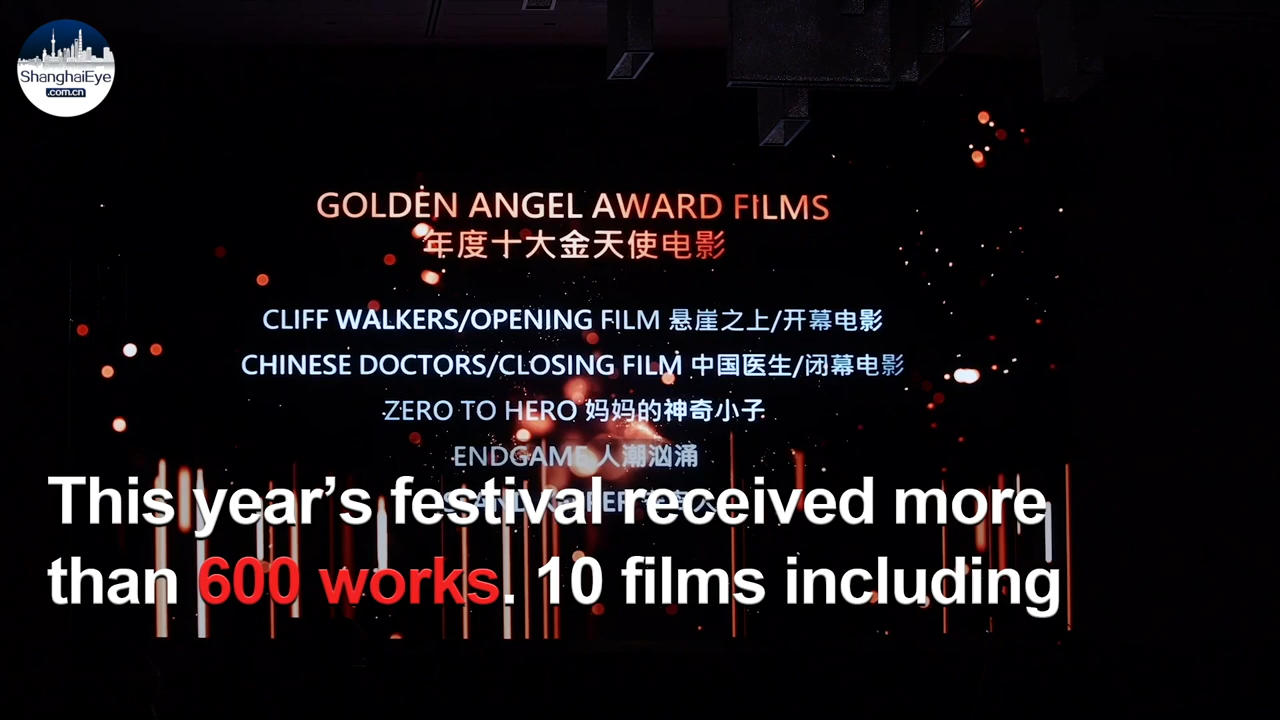 ShanghaiEye
.com.cn
GOLDEN ANGEL AWARD FILMS
年度十大金天使电影
CLIFF WALKERS/OPENING FILM 悬崖之上/开幕电影
CHINESE DOCTORS/CLOSING FILM 中国医生/闭幕电影
ZERO TO HERO 妈妈的神奇小子
ENDGAME 人潮汹涌
This year’s festival received more
than 600 works. 10 films including